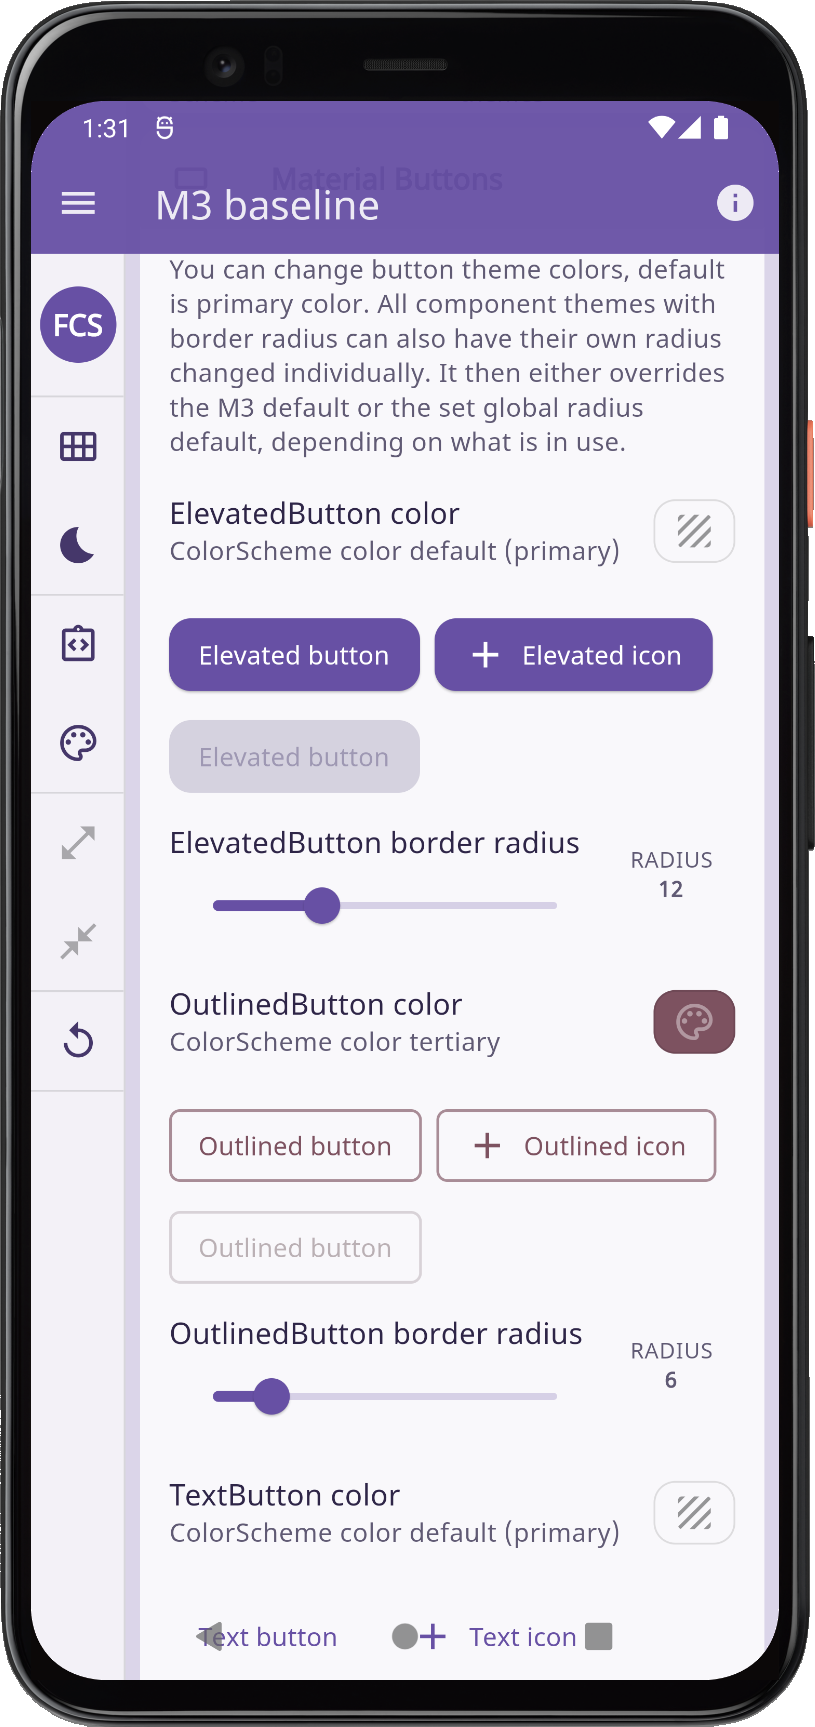 1:31
Material Buttons
M3 baseline
You can change button theme colors, default
is primary color. All component themes with
border radius can also have their own radius
changed individually. It then either overrides
the M3 default or the set global radius
default, depending on what is in use.
FCS
ElevatedButton color
ColorScheme color default (primary)
Elevated button
Elevated icon
Elevated button
ElevatedButton border radius
RADIUS
12
OutlinedButton color
ColorScheme color tertiary
Outlined button
Outlined icon
Outlined button
OutlinedButton border radius
RADIUS
6
TextButton color
ColorScheme color default (primary)
Text button
Text icon